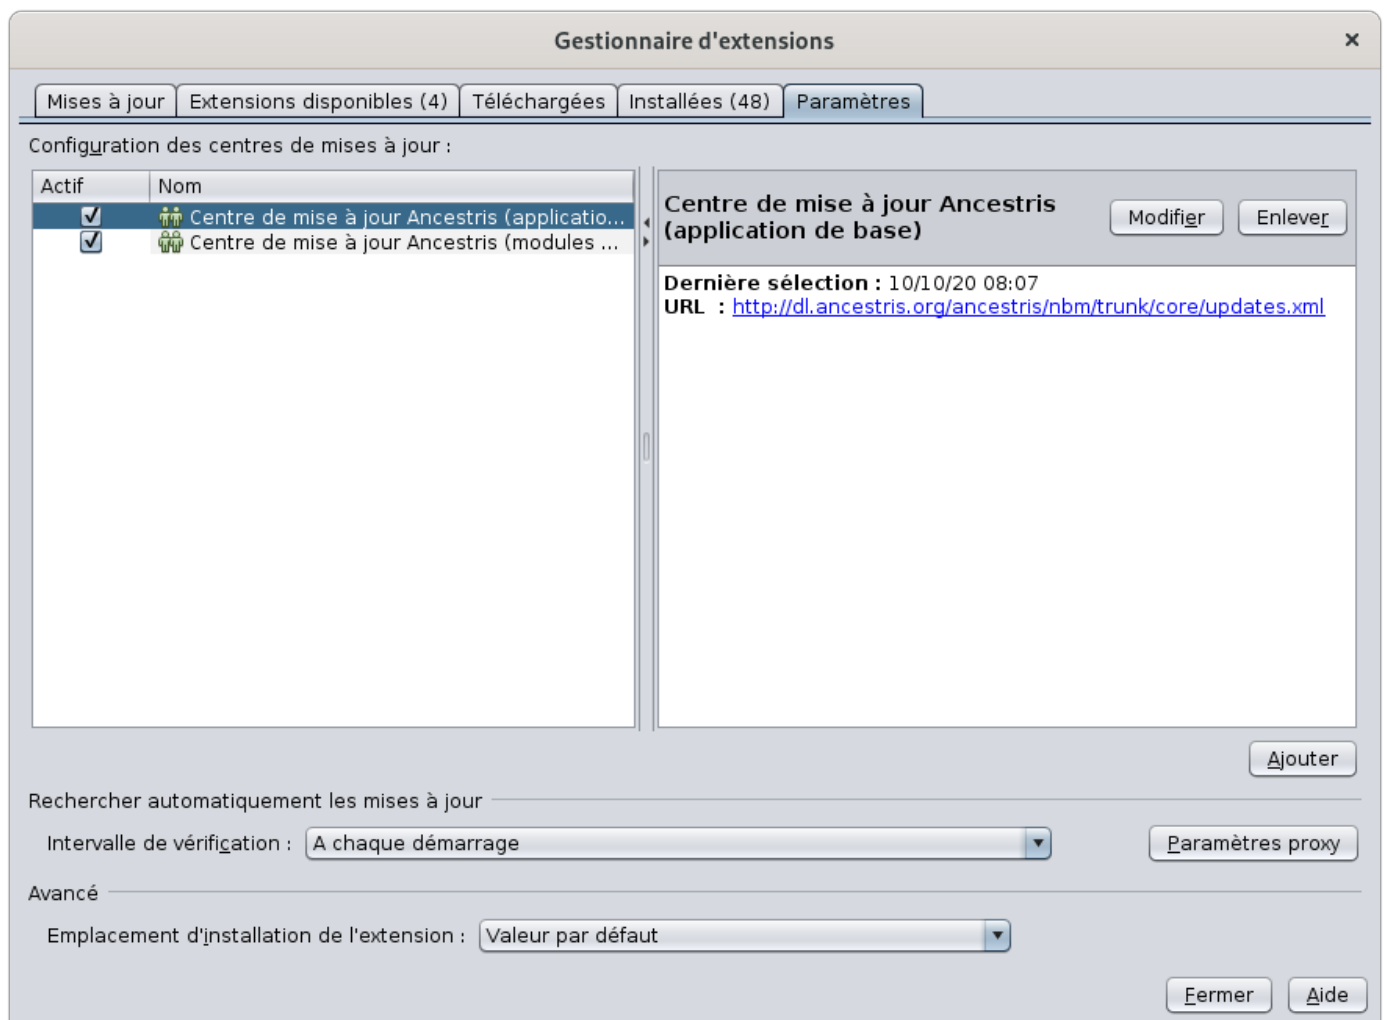 Gestionnaire d'extensions
×
Mises à jour
Extensions disponibles (4)
Téléchargées
Installées (48)
Paramètres
Configuration des centres de mises à jour :
Actif
Nom
Centre de mise à jour Ancestris (applicatio...
Centre de mise à jour Ancestris (modules ...
Centre de mise à jour Ancestris
(application de base)
Modifier
Enlever
Dernière sélection : 10/10/20 08:07
URL : http://dl.ancestris.org/ancestris/nbm/trunk/core/updates.xml
Ajouter
Rechercher automatiquement les mises à jour
Intervalle de vérification :
A chaque démarrage
Paramètres proxy
Avancé
Emplacement d'installation de l'extension :
Valeur par défaut
Fermer
Aide